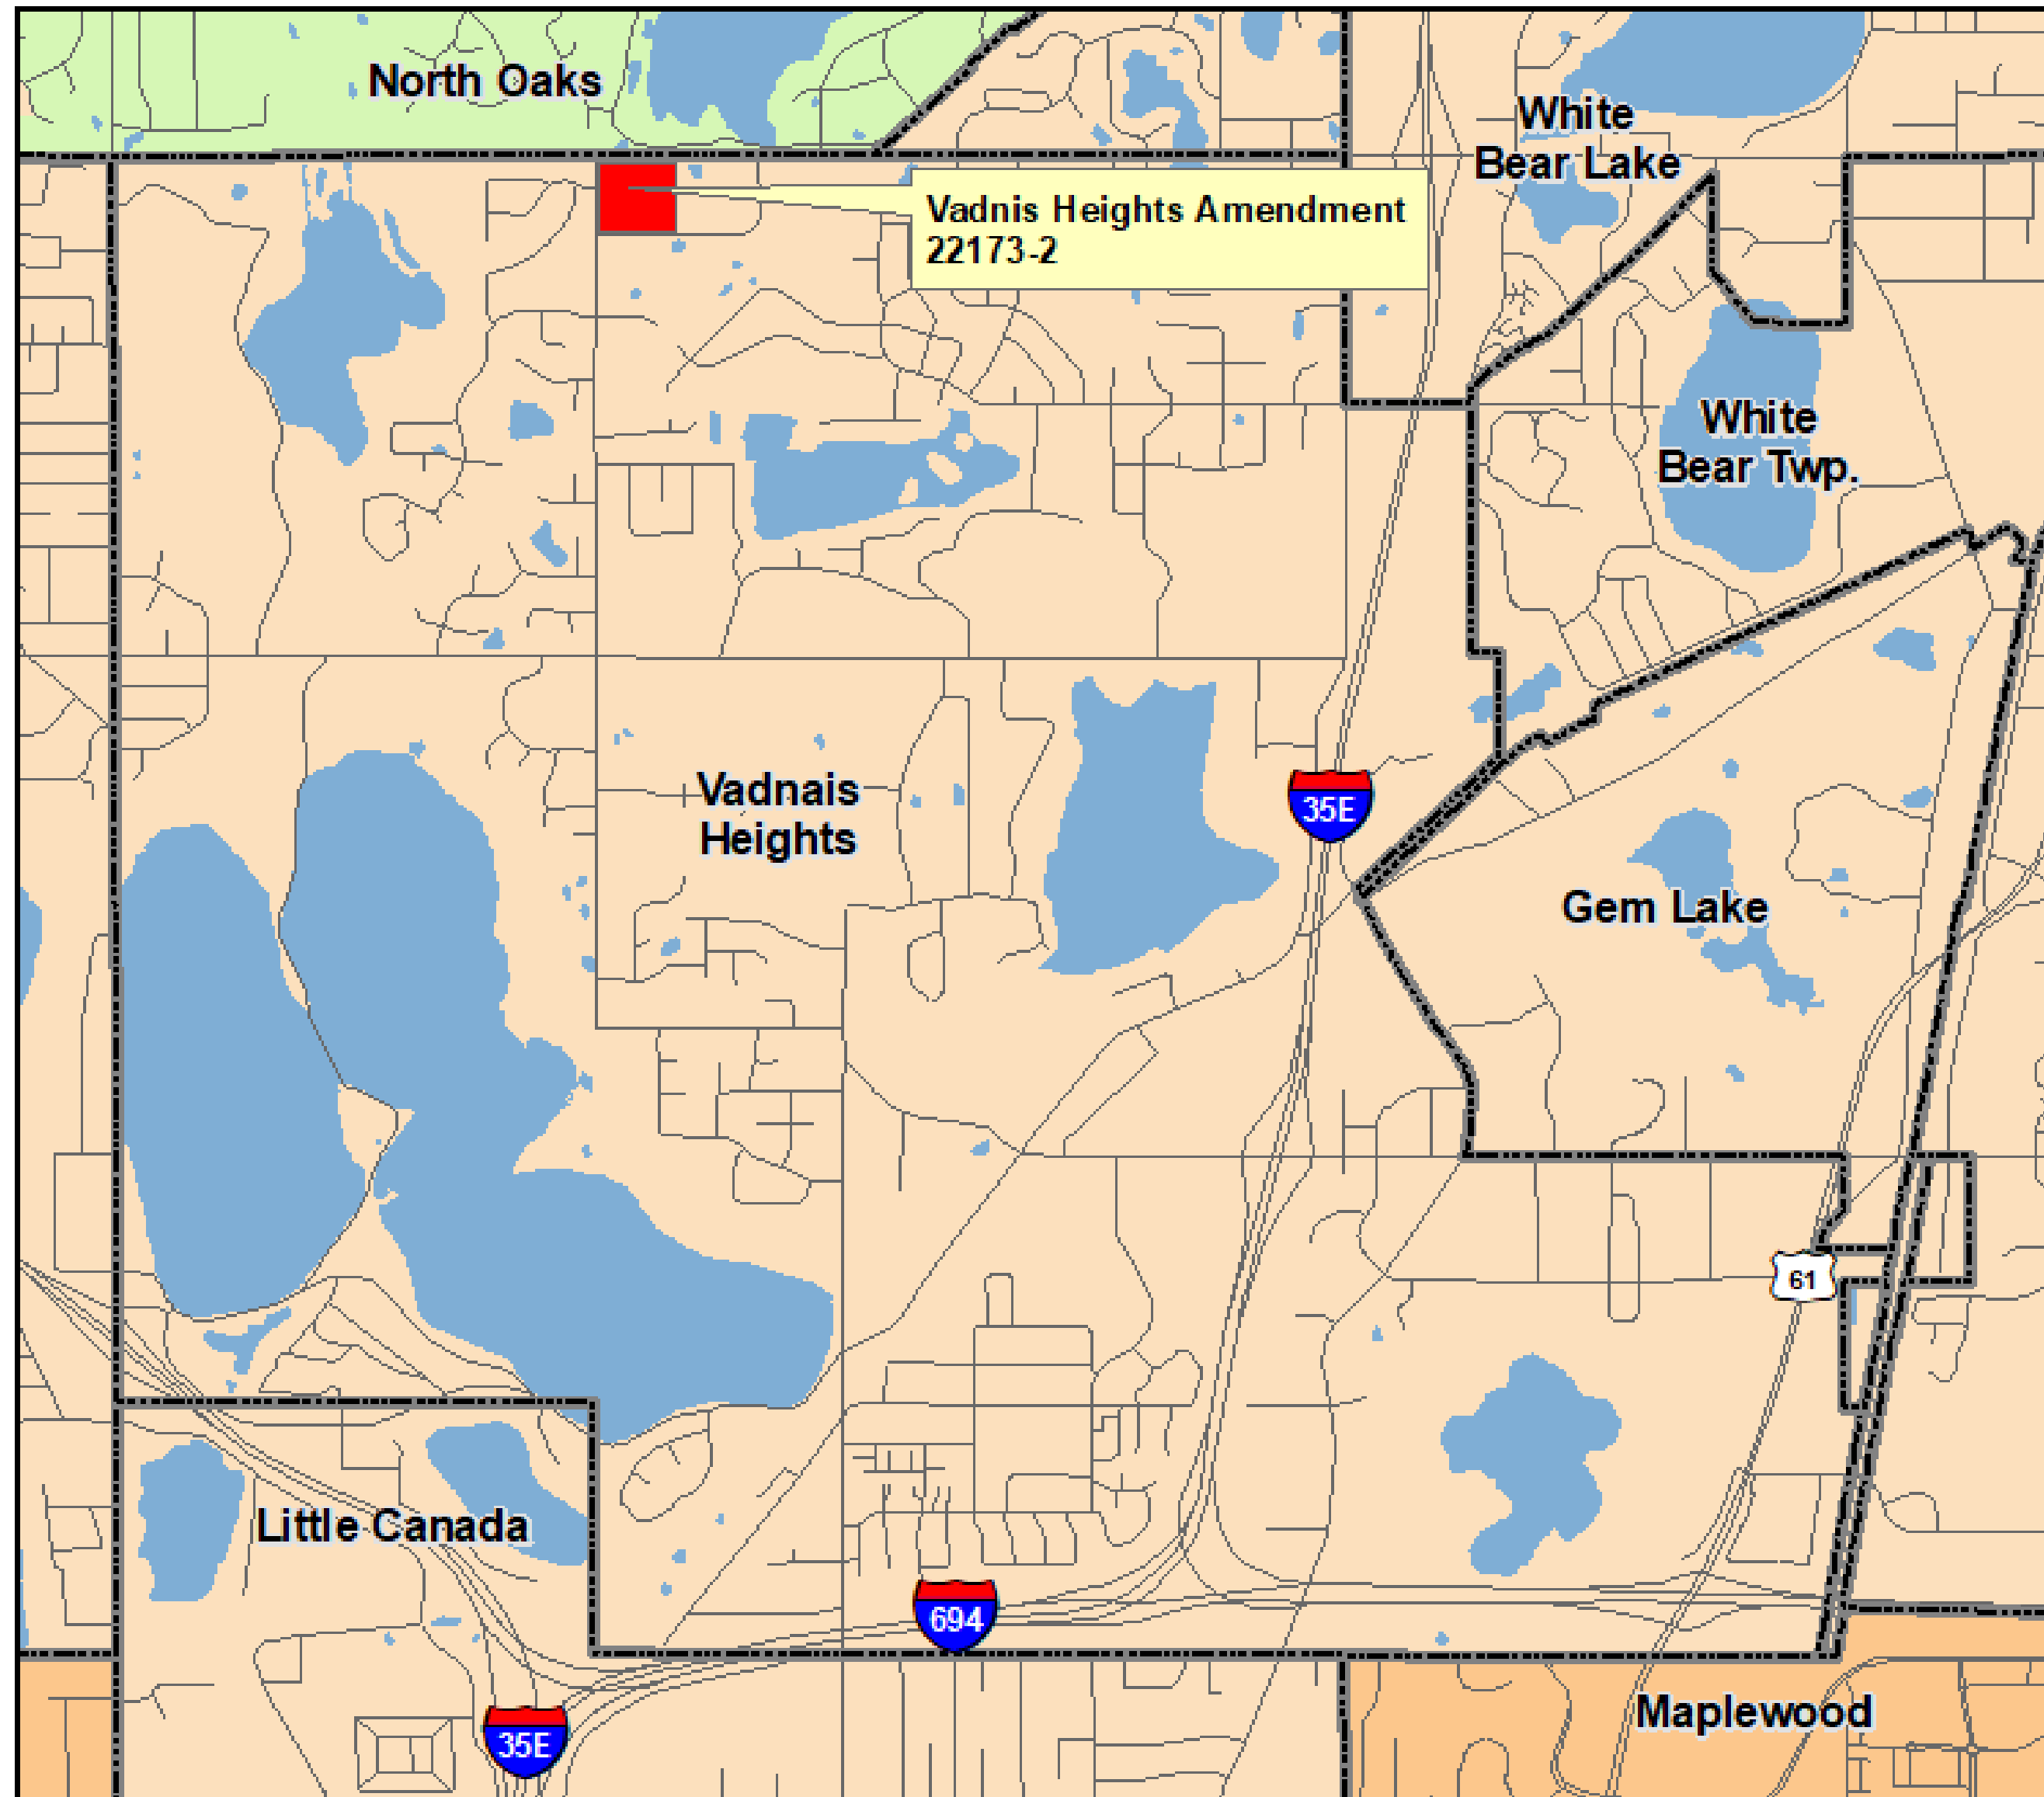 North Oaks
White
Bear Lake
Vadnis Heights Amendment
22173-2
White
Bear Twp.
Vadnais
Heights
35E
Gem Lake
61
Little Canada
694
Maplewood
35E